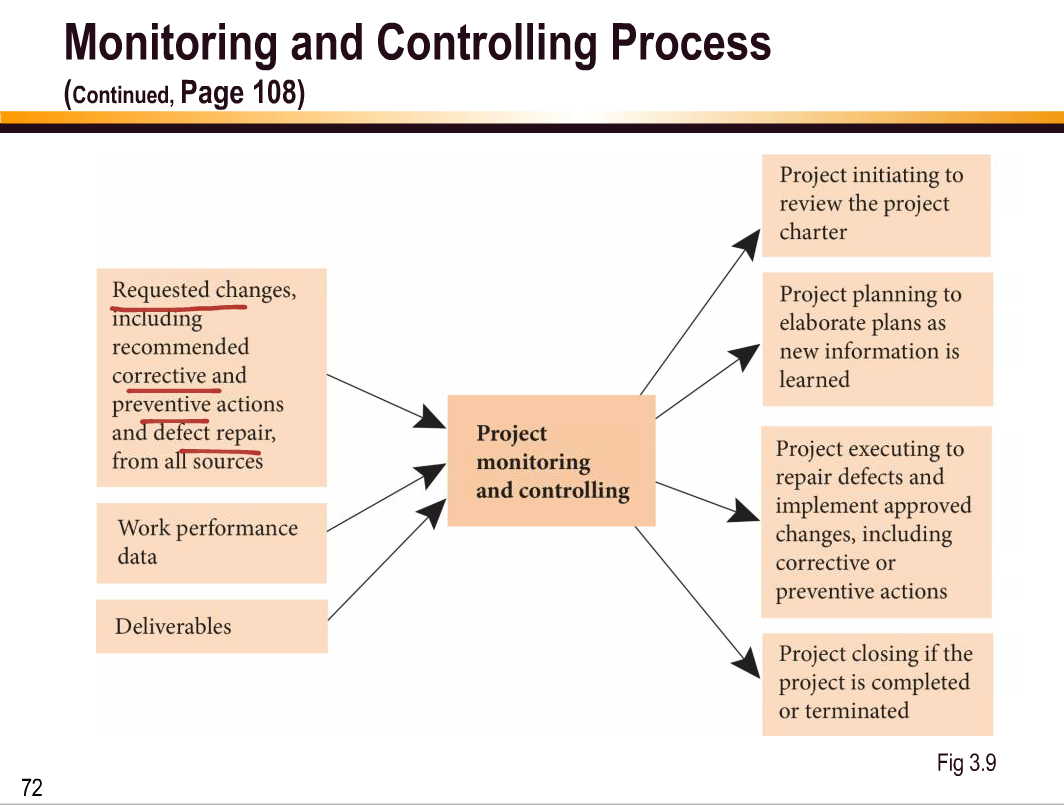 Monitoring and Controlling Process
(Continued, Page 108)
Requested changes,
including
recommended
corrective and
preventive actions
and defect repair,
from all sources
Work performance
data
Deliverables
Project
monitoring
and controlling
Project initiating to
review the project
charter
Project planning to
elaborate plans as
new information is
learned
Project executing to
repair defects and
implement approved
changes, including
corrective or
preventive actions
Project closing if the
project is completed
or terminated
Fig 3.9
72